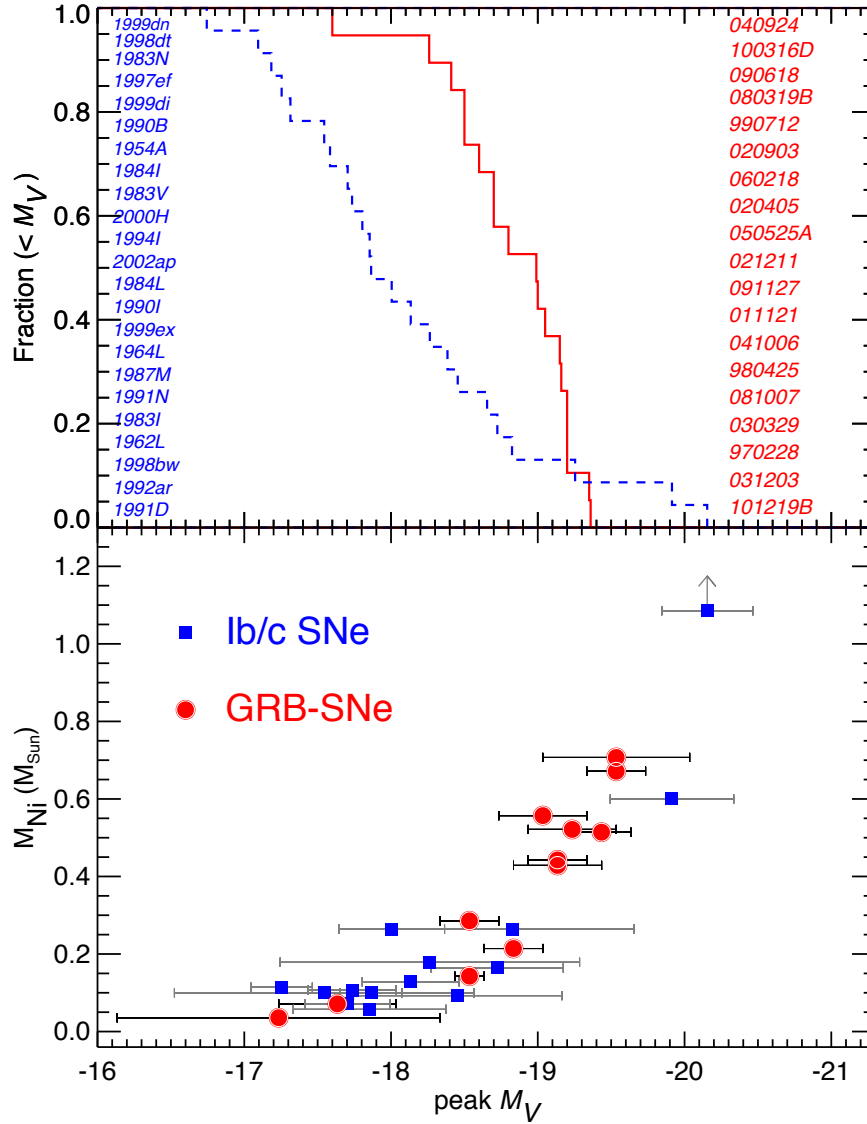 1.0
0.8
0.6
0.4
0.2
0.0
Fraction (< M_V)
1999dn
1998dt
1983N
1997ef
1999di
1990B
1954A
1984I
1983V
2000H
1994I
2002ap
1984L
1990I
1999ex
1964L
1987M
1991N
1983I
1962L
1998bw
1992ar
1991D
040924
100316D
090618
080319B
990712
020903
060218
020405
050525A
021211
091127
011121
041006
980425
081007
030329
970228
031203
101219B
1.2
1.0
0.8
0.6
0.4
0.2
0.0
M_Ni (M_Sun)
Ib/c SNe
GRB-SNe
-16 -17 -18 -19 -20 -21
peak M_V